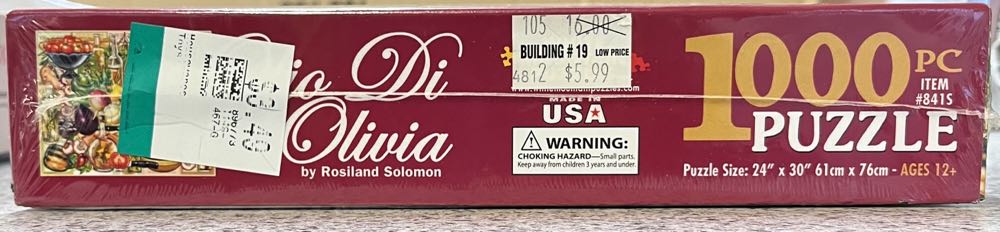 io Di
Olivia
by Rosiland Solomon
105 16.00
BUILDING # 19 LOW PRICE
4812 $5.99
MADE IN
USA
WARNING:
CHOKING HAZARD—Small parts.
Keep away from children 3 years and under.
1000 PC
ITEM
#841S
PUZZLE
Puzzle Size: 24” x 30” 61cm x 76cm - AGES 12+
Toys
467-G